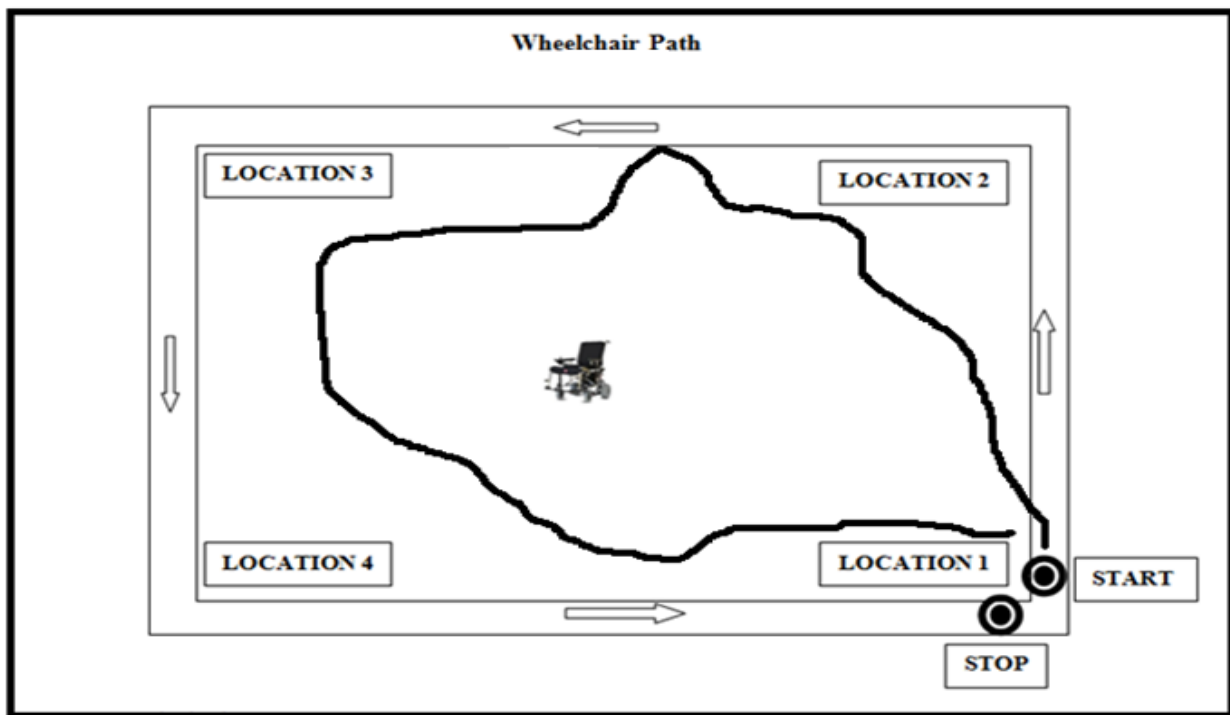 Wheelchair Path
LOCATION 3
LOCATION 2
LOCATION 4
LOCATION 1
START
STOP